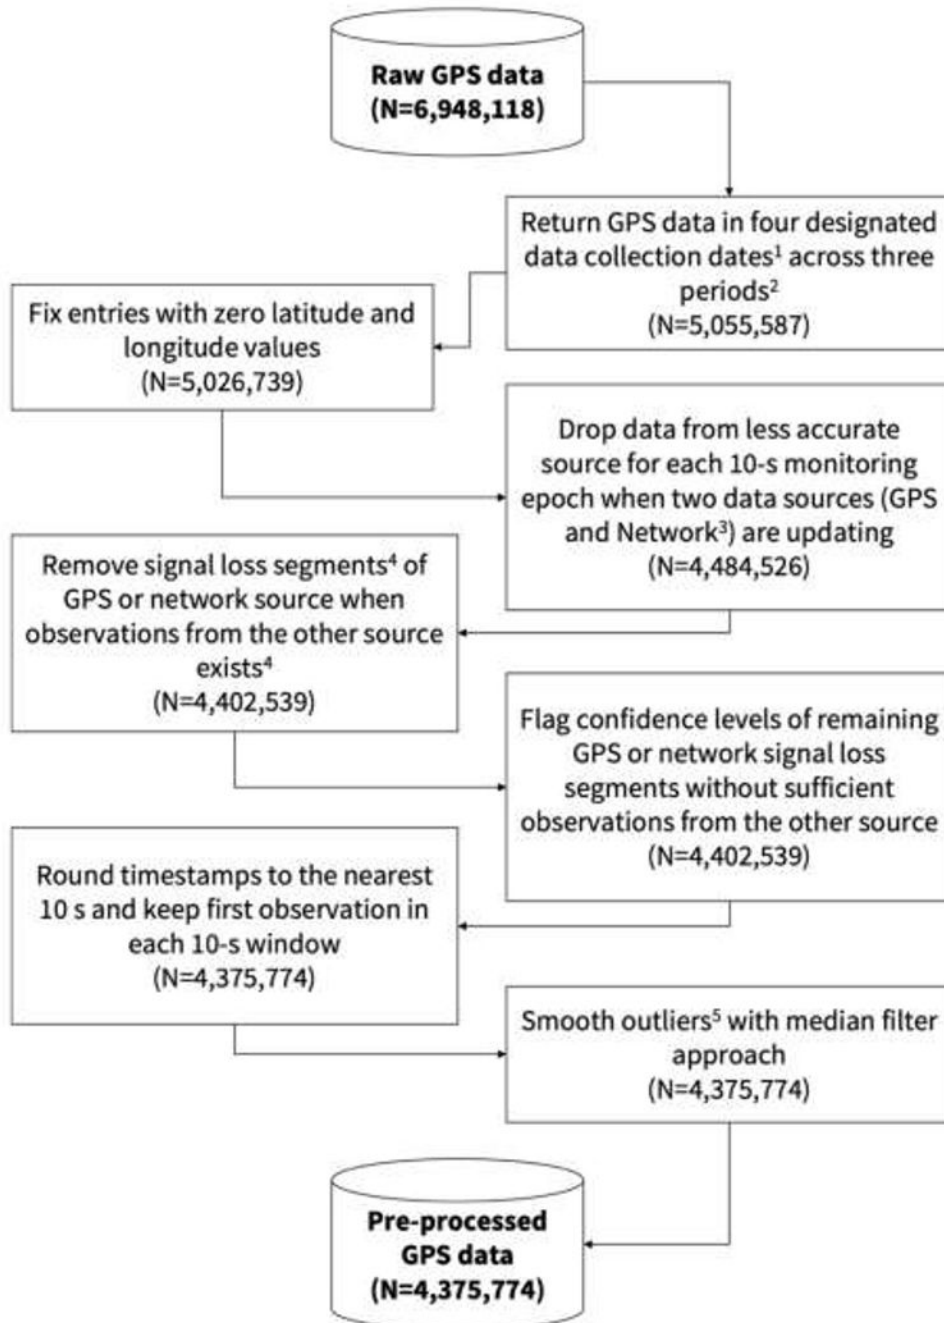 Raw GPS data
(N=6,948,118)
Return GPS data in four designated
data collection dates¹ across three
periods²
(N=5,055,587)
Fix entries with zero latitude and
longitude values
(N=5,026,739)
Drop data from less accurate
source for each 10-s monitoring
epoch when two data sources (GPS
and Network³) are updating
(N=4,484,526)
Remove signal loss segments⁴ of
GPS or network source when
observations from the other source
exists⁴
(N=4,402,539)
Flag confidence levels of remaining
GPS or network signal loss
segments without sufficient
observations from the other source
(N=4,402,539)
Round timestamps to the nearest
10 s and keep first observation in
each 10-s window
(N=4,375,774)
Smooth outliers⁵ with median filter
approach
(N=4,375,774)
Pre-processed
GPS data
(N=4,375,774)